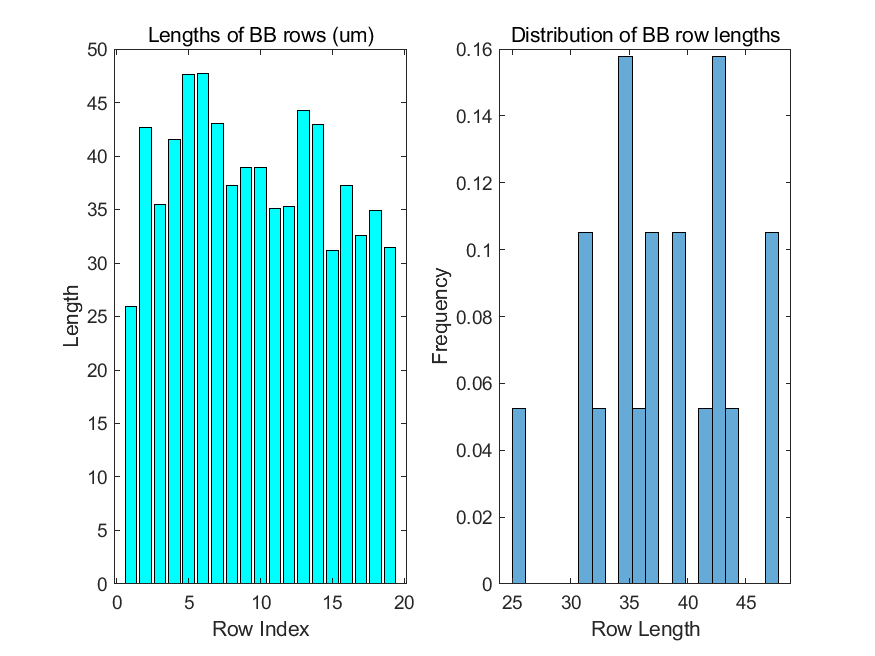 Lengths of BB rows (um)
50
45
40
35
30
25
20
15
10
5
0
Length
0 5 10 15 20
Row Index
Distribution of BB row lengths
0.16
0.14
0.12
0.1
0.08
0.06
0.04
0.02
0
Frequency
25 30 35 40 45
Row Length